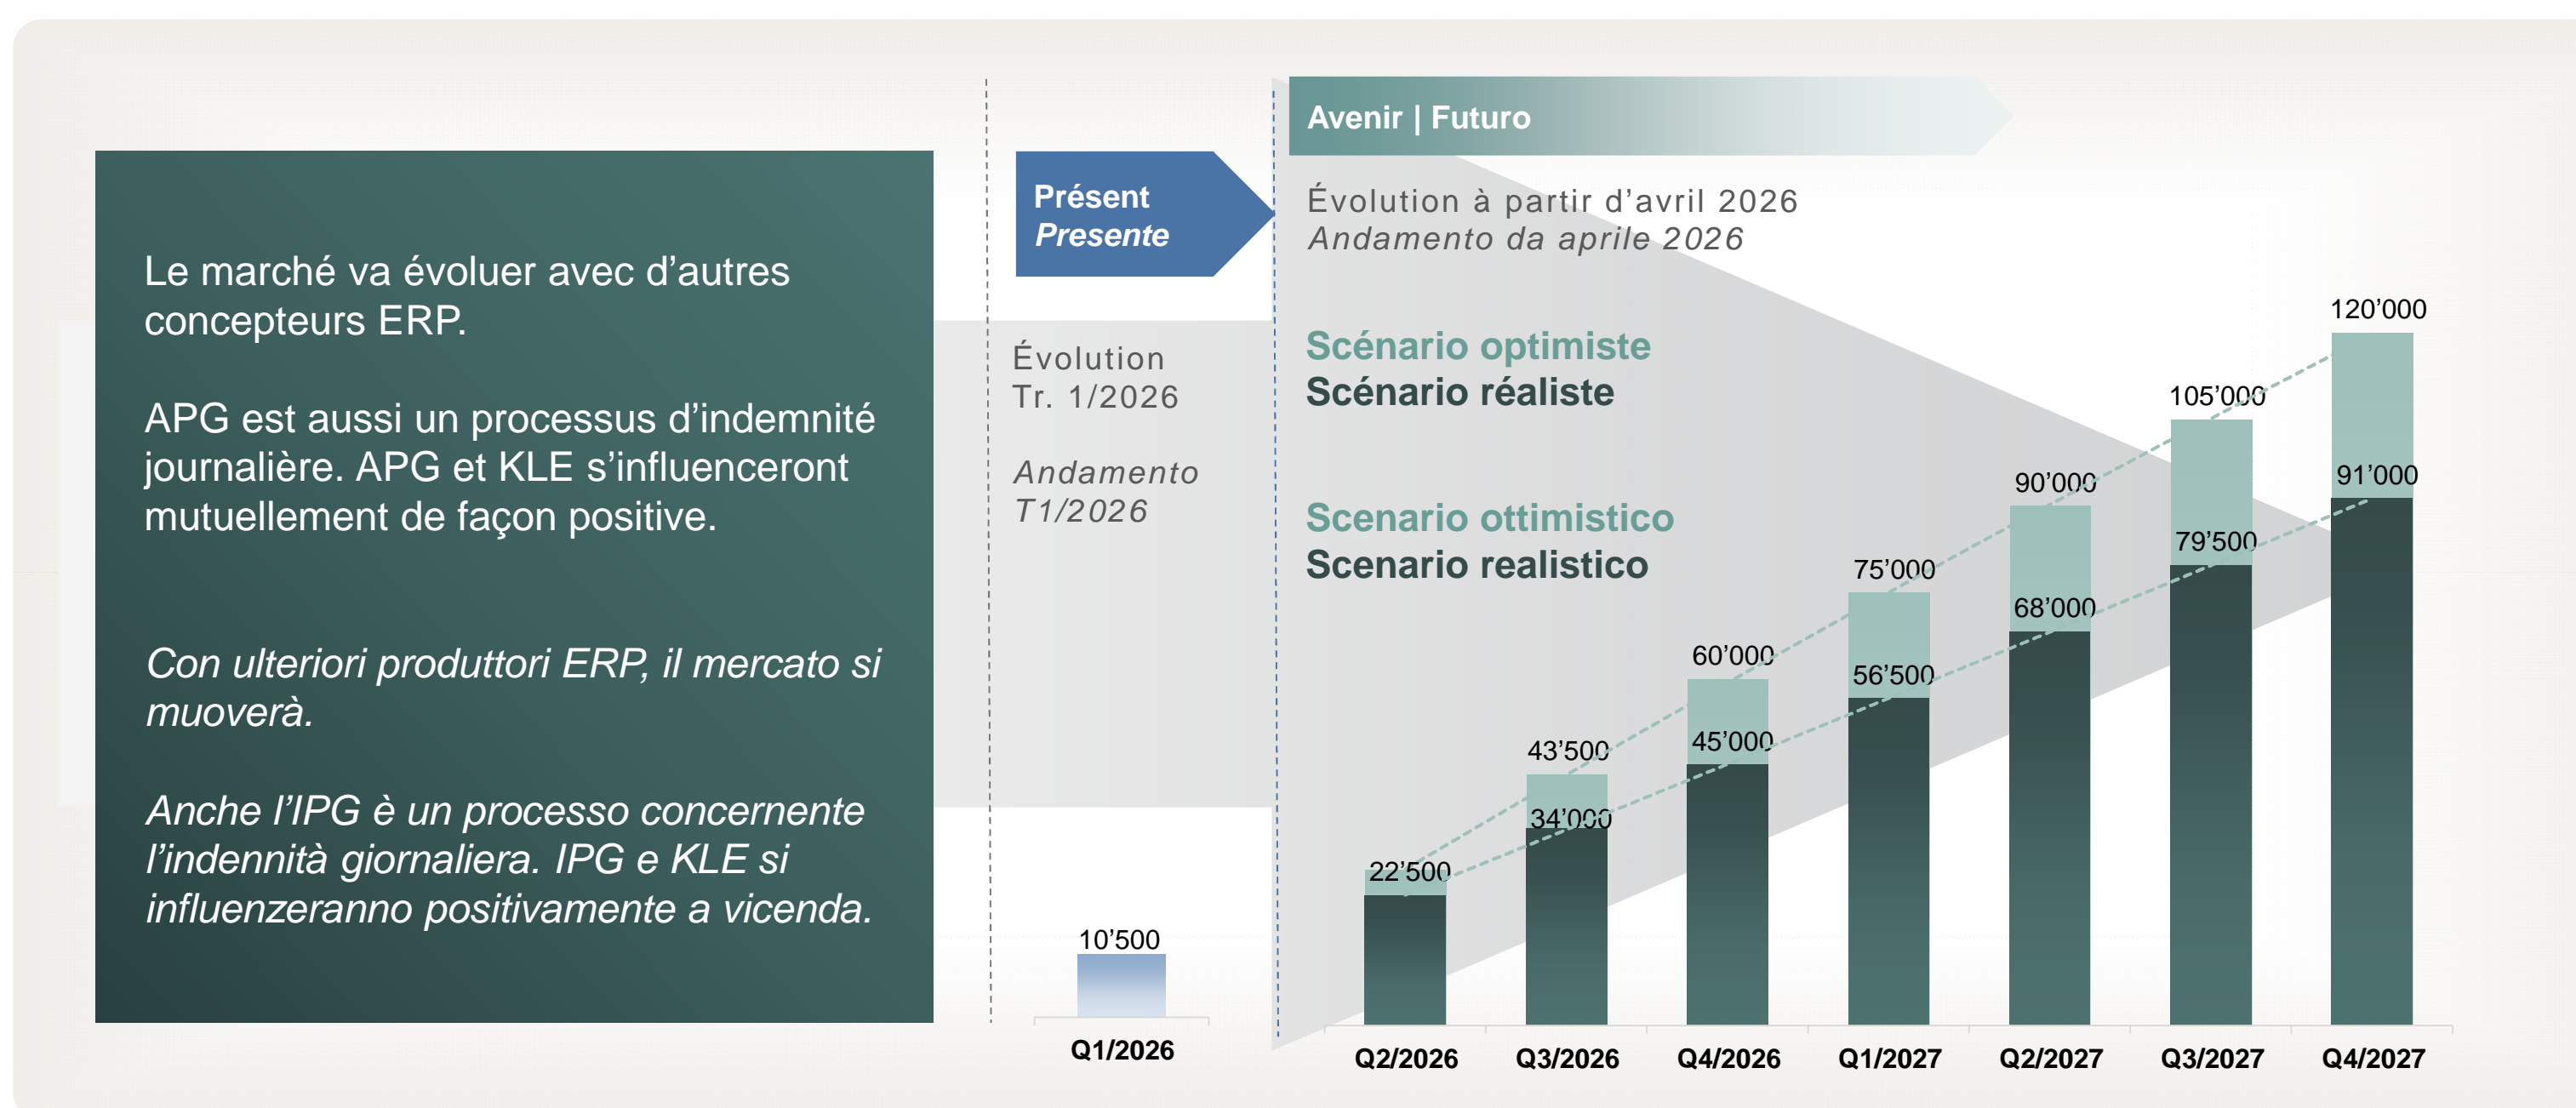 Le marché va évoluer avec d’autres
concepteurs ERP.
APG est aussi un processus d’indemnité
journalière. APG et KLE s’influenceront
mutuellement de façon positive.
Con ulteriori produttori ERP, il mercato si
muoverà.
Anche l’IPG è un processo concernente
l’indennità giornaliera. IPG e KLE si
influenzeranno positivamente a vicenda.
Présent
Presente
Évolution
Tr. 1/2026
Andamento
T1/2026
10’500
Q1/2026
Avenir | Futuro
Évolution à partir d’avril 2026
Andamento da aprile 2026
Scénario optimiste
Scénario réaliste
Scenario ottimistico
Scenario realistico
22’500
43’500
34’000
60’000
45’000
75’000
56’500
90’000
68’000
105’000
79’500
120’000
91’000
Q2/2026
Q3/2026
Q4/2026
Q1/2027
Q2/2027
Q3/2027
Q4/2027